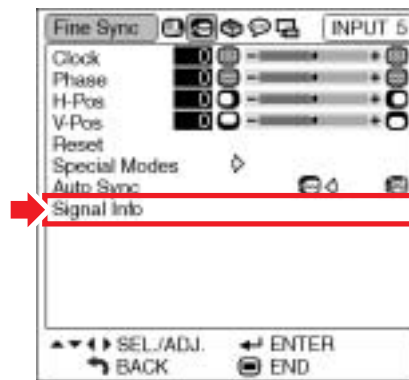 Fine Sync INPUT 5
Clock 0 - +
Phase 0 - +
H-Pos 0 - +
V-Pos 0 - +
Reset
Special Modes
Auto Sync
Signal Info
SEL./ADJ. ENTER
BACK END